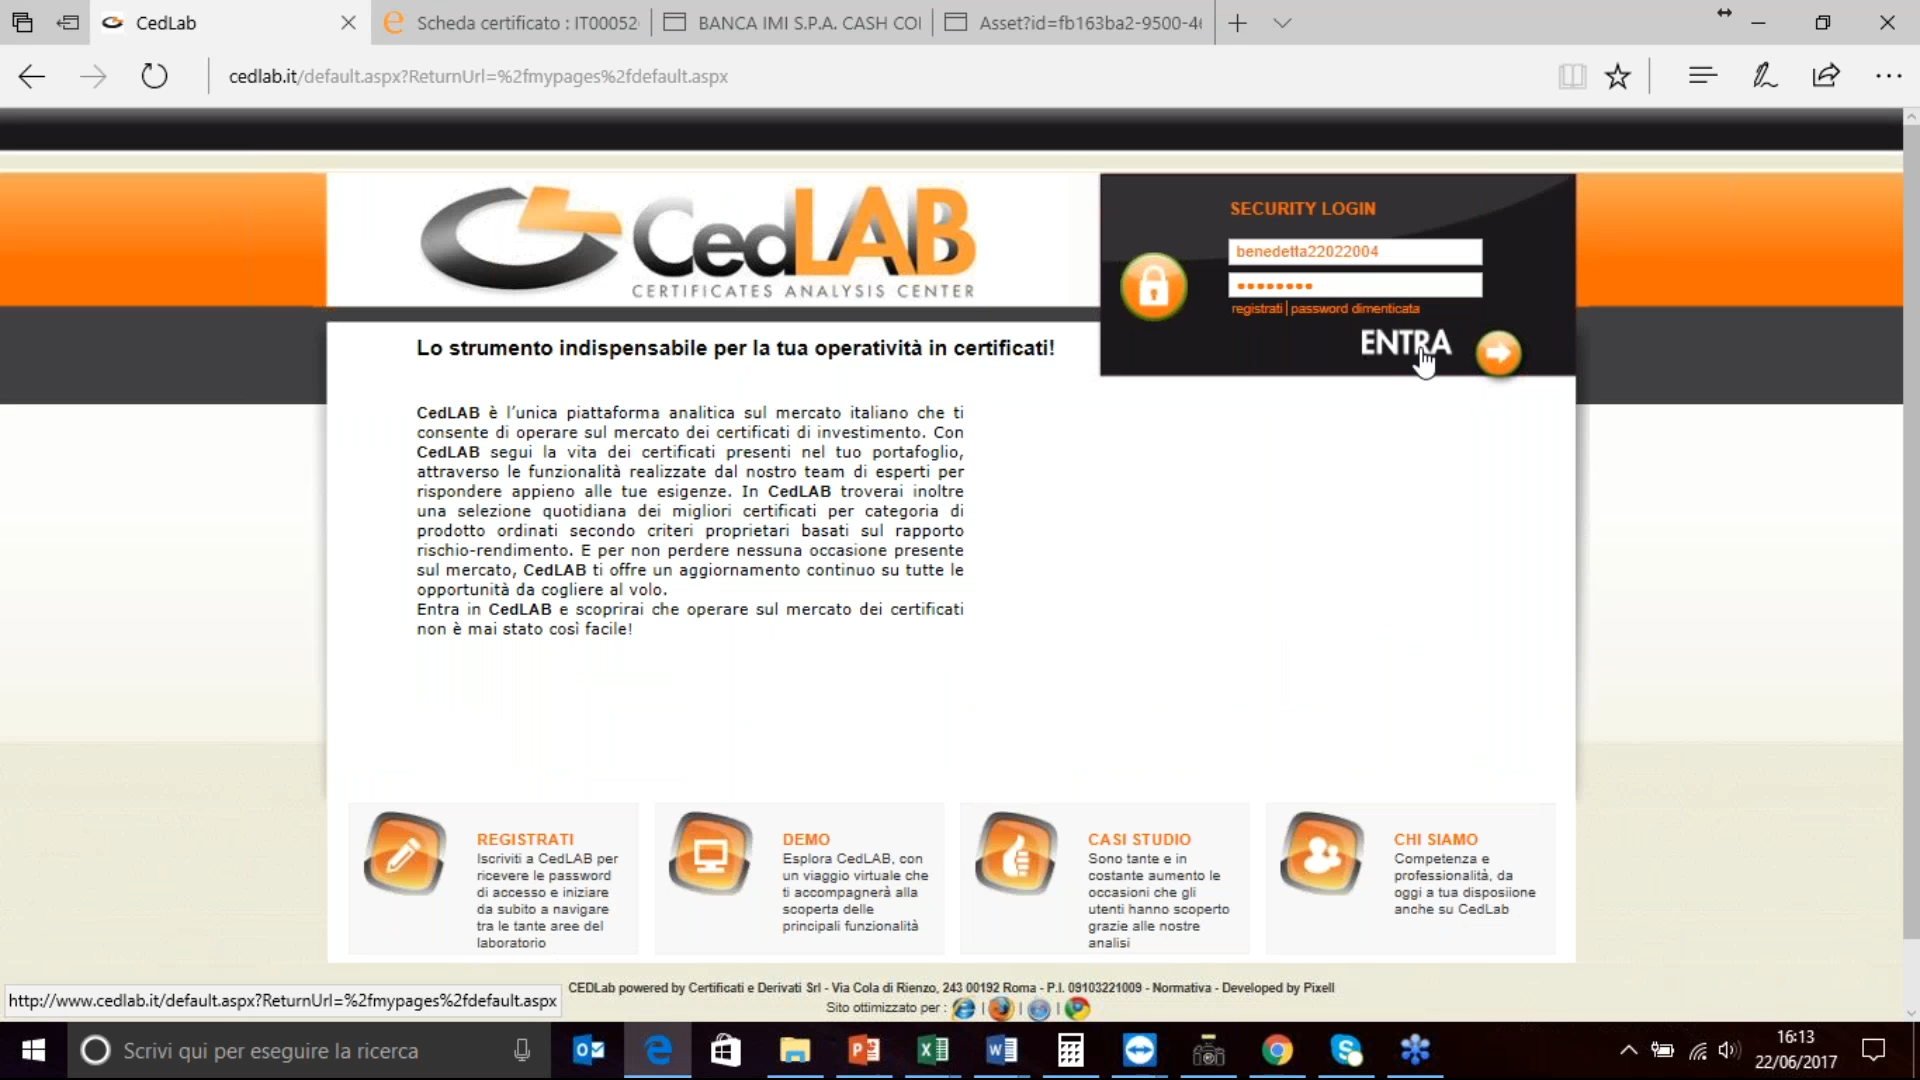 CedLab
Scheda certificato : IT00052
BANCA IMI S.P.A. CASH COI
Asset?id=fb163ba2-9500-4
cedlab.it/default.aspx?ReturnUrl=%2fmypages%2fdefault.aspx
CedLAB
CERTIFICATES ANALYSIS CENTER
SECURITY LOGIN
benedetta22022004
registrati | password dimenticata
ENTRA
Lo strumento indispensabile per la tua operatività in certificati!
CedLAB è l'unica piattaforma analitica sul mercato italiano che ti
consente di operare sul mercato dei certificati di investimento. Con
CedLAB segui la vita dei certificati presenti nel tuo portafoglio,
attraverso le funzionalità realizzate dal nostro team di esperti per
rispondere appieno alle tue esigenze. In CedLAB troverai inoltre
una selezione quotidiana dei migliori certificati per categoria di
prodotto ordinati secondo criteri proprietari basati sul rapporto
rischio-rendimento. E per non perdere nessuna occasione presente
sul mercato, CedLAB ti offre un aggiornamento continuo su tutte le
opportunità da cogliere al volo.
Entra in CedLAB e scoprirai che operare sul mercato dei certificati
non è mai stato così facile!
REGISTRATI
Iscriviti a CedLAB per
ricevere le password
di accesso e iniziare
da subito a navigare
tra le tante aree del
laboratorio
DEMO
Esplora CedLAB, con
un viaggio virtuale che
ti accompagnerà alla
scoperta delle
principali funzionalità
CASI STUDIO
Sono tante e in
costante aumento le
occasioni che gli
utenti hanno scoperto
grazie alle nostre
analisi
CHI SIAMO
Competenza e
professionalità, da
oggi a tua disposiione
anche su CedLab
CEDLab powered by Certificati e Derivati Srl - Via Cola di Rienzo, 243 00192 Roma - P.I. 09103221009 - Normativa - Developed by Pixell
Sito ottimizzato per :
http://www.cedlab.it/default.aspx?ReturnUrl=%2fmypages%2fdefault.aspx
Scrivi qui per eseguire la ricerca
16:13
22/06/2017